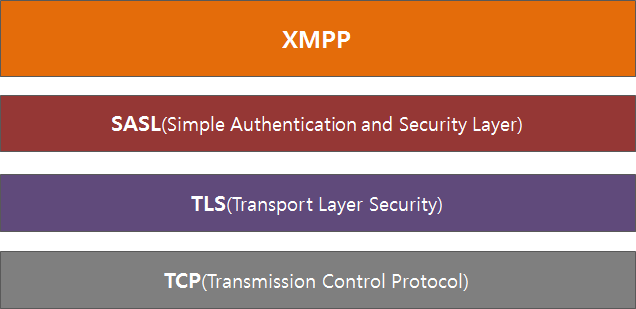 XMPP
SASL(Simple Authentication and Security Layer)
TLS(Transport Layer Security)
TCP(Transmission Control Protocol)